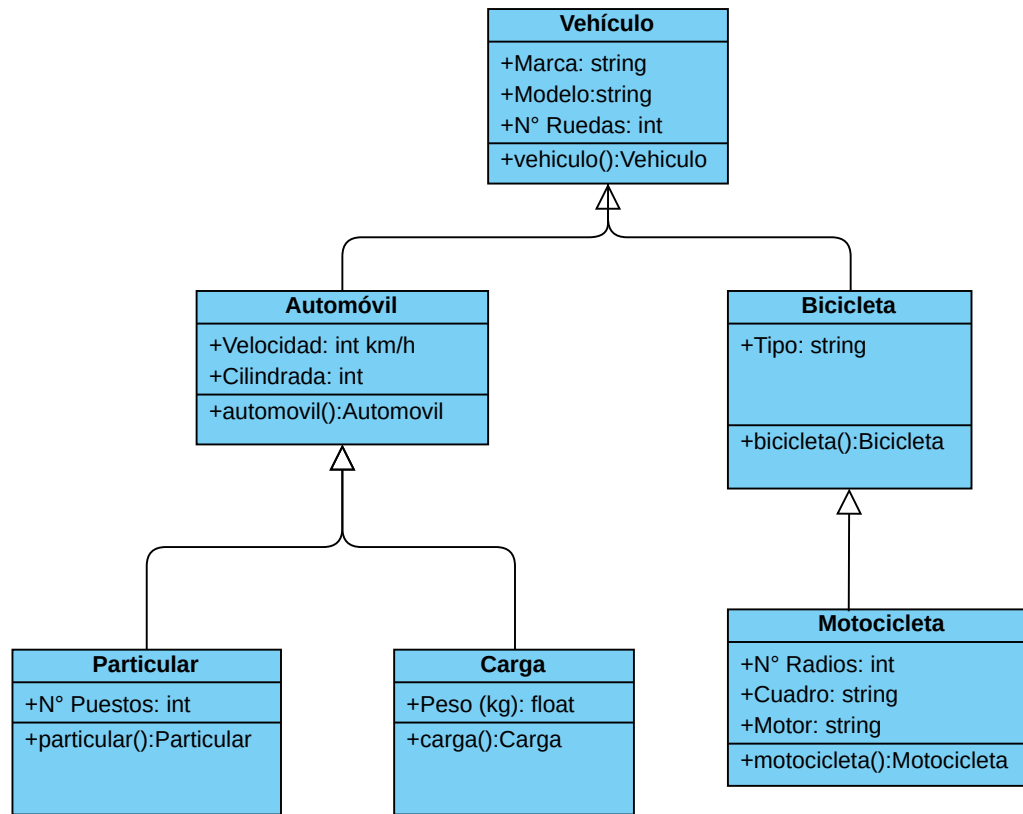 Vehículo
+Marca: string
+Modelo:string
+N° Ruedas: int
+vehiculo():Vehiculo
Automóvil
+Velocidad: int km/h
+Cilindrada: int
+automovil():Automovil
Bicicleta
+Tipo: string
+bicicleta():Bicicleta
Particular
+N° Puestos: int
+particular():Particular
Carga
+Peso (kg): float
+carga():Carga
Motocicleta
+N° Radios: int
+Cuadro: string
+Motor: string
+motocicleta():Motocicleta